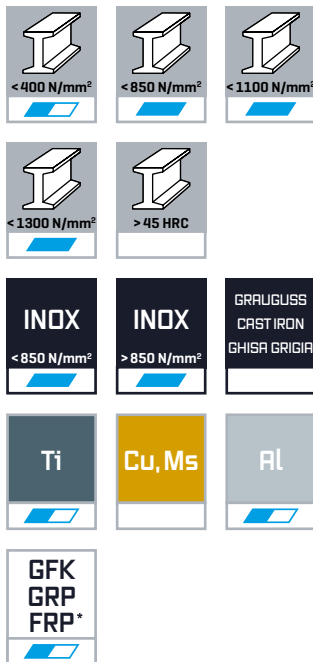 <400 N/mm²
<850 N/mm²
<1100 N/mm²
<1300 N/mm²
>45 HRC
INOX
<850 N/mm²
INOX
>850 N/mm²
GRAUGUSS
CAST IRON
GHISA GRIGIA
Ti
Cu, Ms
Al
GFK
GRP
FRP*